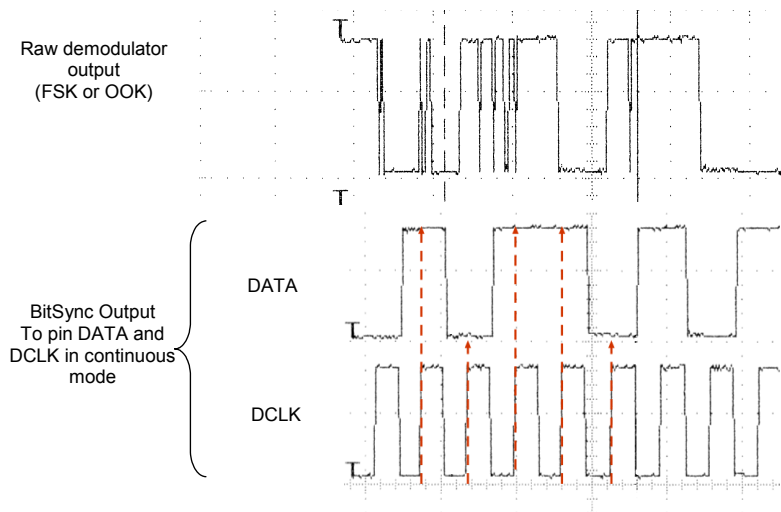 Raw demodulator
output
(FSK or OOK)
DATA
BitSync Output
To pin DATA and
DCLK in continuous
mode
DCLK